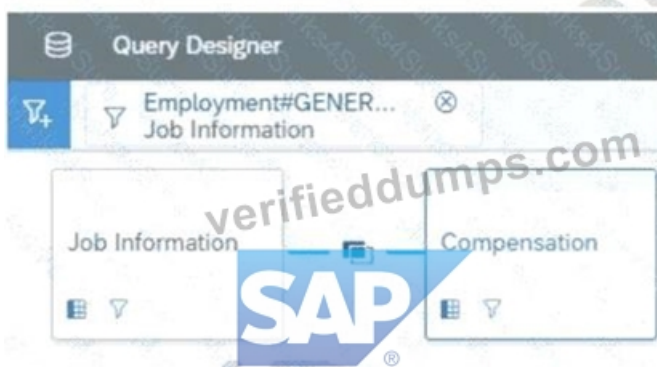 Query Designer
Employment#GENER...
Job Information
verifieddumps.com
Job Information
Compensation
SAP
®